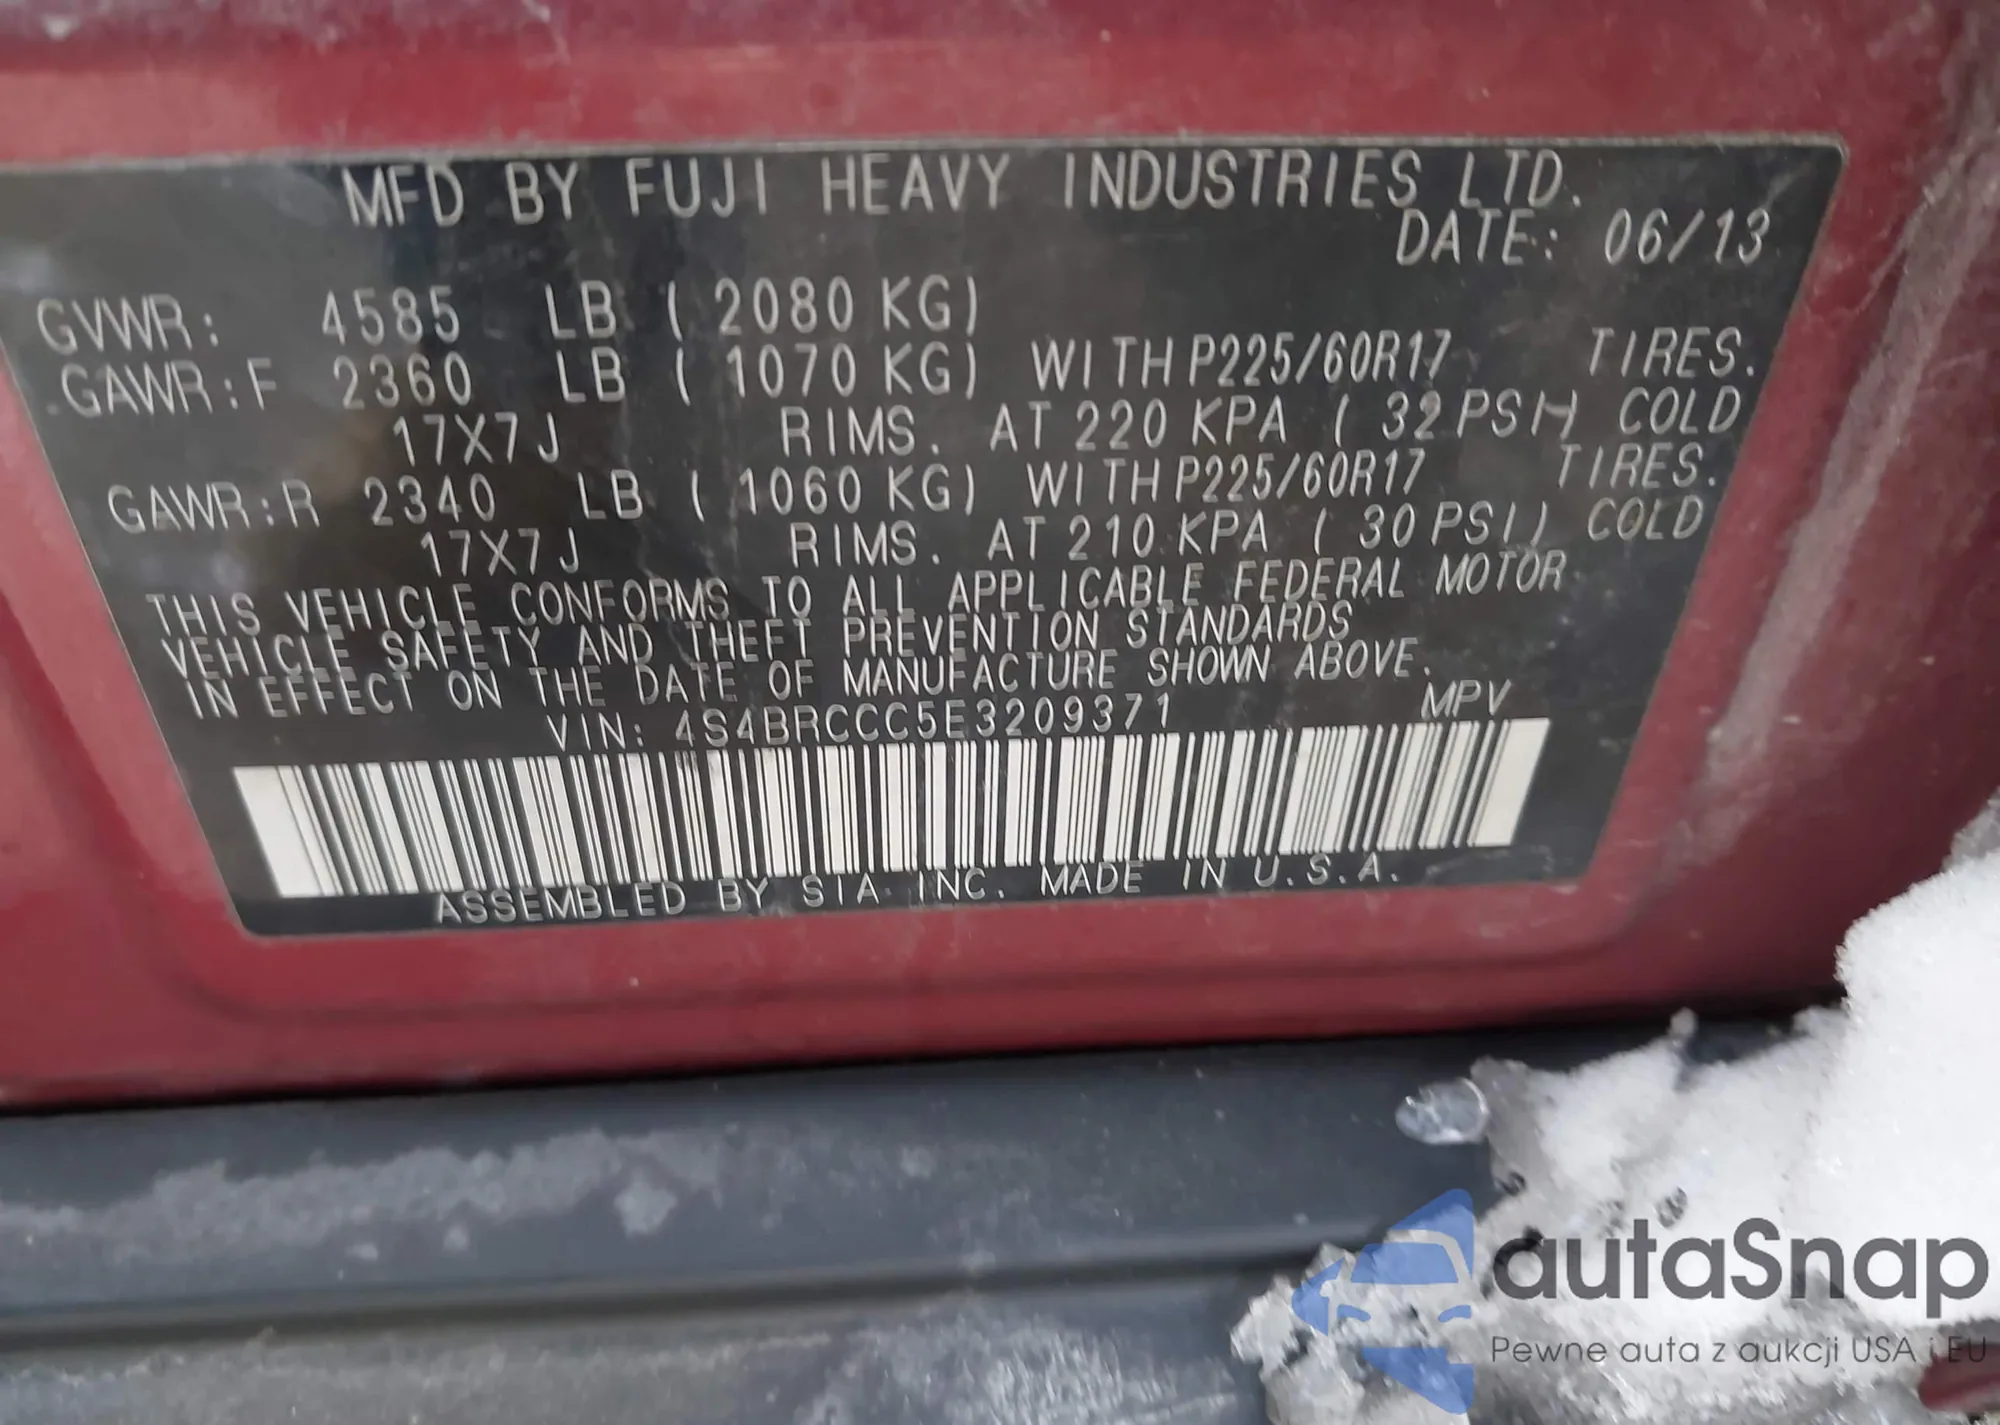 MFD BY FUJI HEAVY INDUSTRIES LTD.
DATE: 06/13
GVWR: 4585 LB ( 2080 KG)
GAWR:F 2360 LB ( 1070 KG) WITH P225/60R17 TIRES.
17X7J RIMS. AT 220 KPA ( 32 PSI) COLD
GAWR:R 2340 LB ( 1060 KG) WITH P225/60R17 TIRES.
17X7J RIMS. AT 210 KPA ( 30 PSI) COLD
THIS VEHICLE CONFORMS TO ALL APPLICABLE FEDERAL MOTOR
VEHICLE SAFETY AND THEFT PREVENTION STANDARDS
IN EFFECT ON THE DATE OF MANUFACTURE SHOWN ABOVE.
VIN: 4S4BRCCC5E3209371 MPV
ASSEMBLED BY SIA INC. MADE IN U.S.A.
autaSnap
Pewne auta z aukcji USA i EU